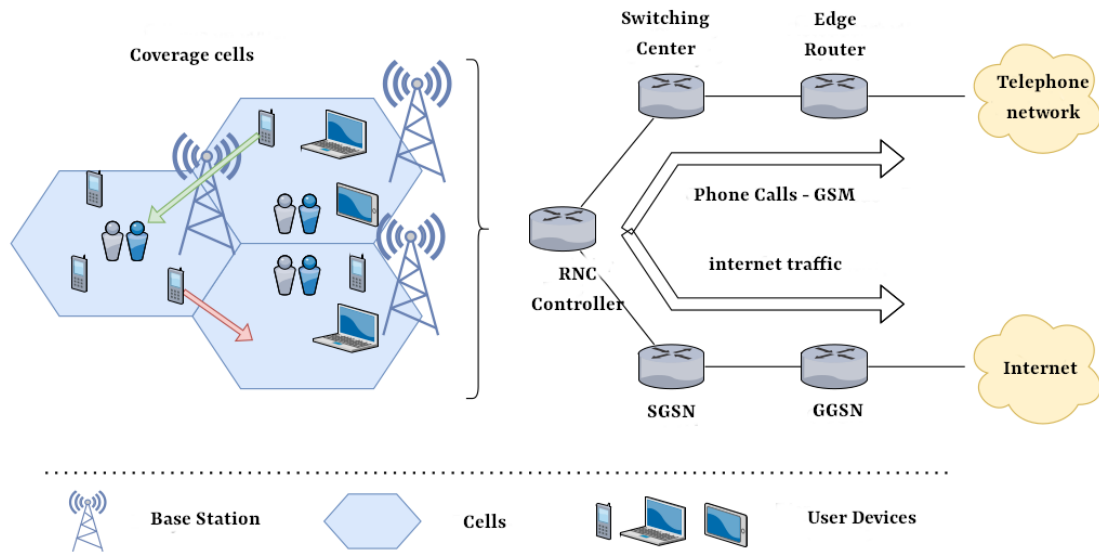 Coverage cells
Switching
Center
Edge
Router
Telephone
network
Phone Calls - GSM
RNC
Controller
internet traffic
SGSN
GGSN
Internet
Base Station
Cells
User Devices